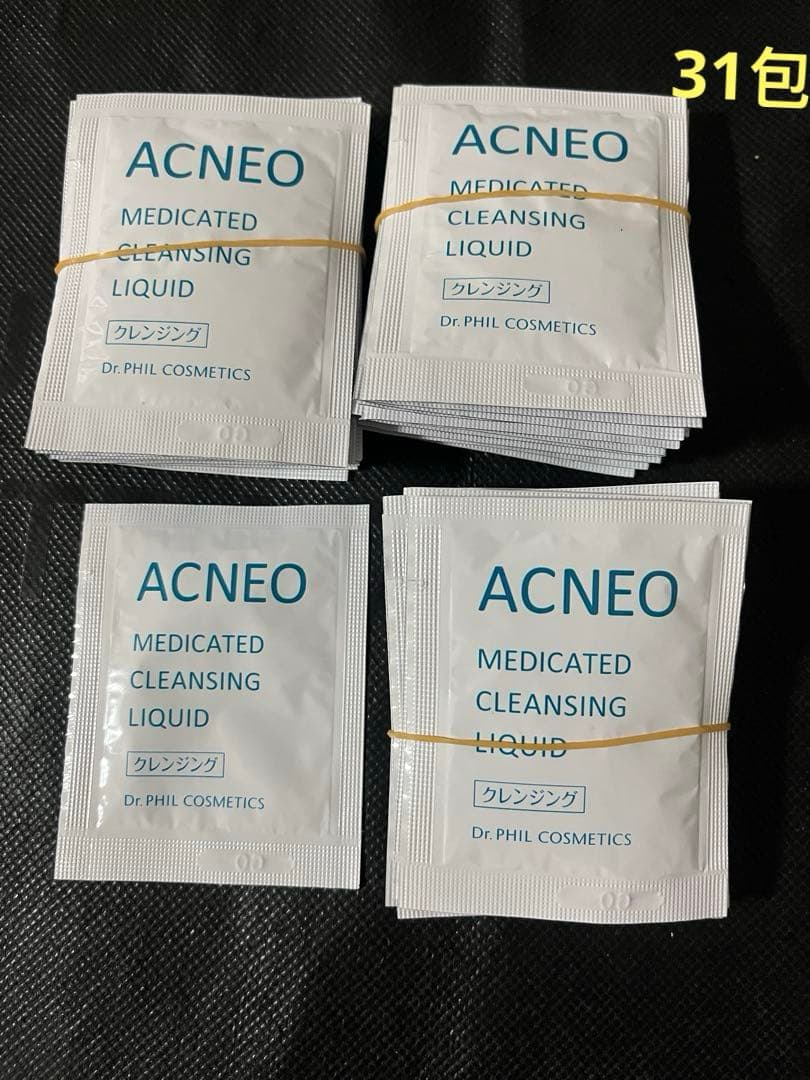 31包
ACNEO
MEDICATED
CLEANSING
LIQUID
クレンジング
Dr.PHIL COSMETICS
ACNEO
MEDICATED
CLEANSING
LIQUID
クレンジング
Dr.PHIL COSMETICS
ACNEO
MEDICATED
CLEANSING
LIQUID
クレンジング
Dr.PHIL COSMETICS
ACNEO
MEDICATED
CLEANSING
LIQUID
クレンジング
Dr.PHIL COSMETICS